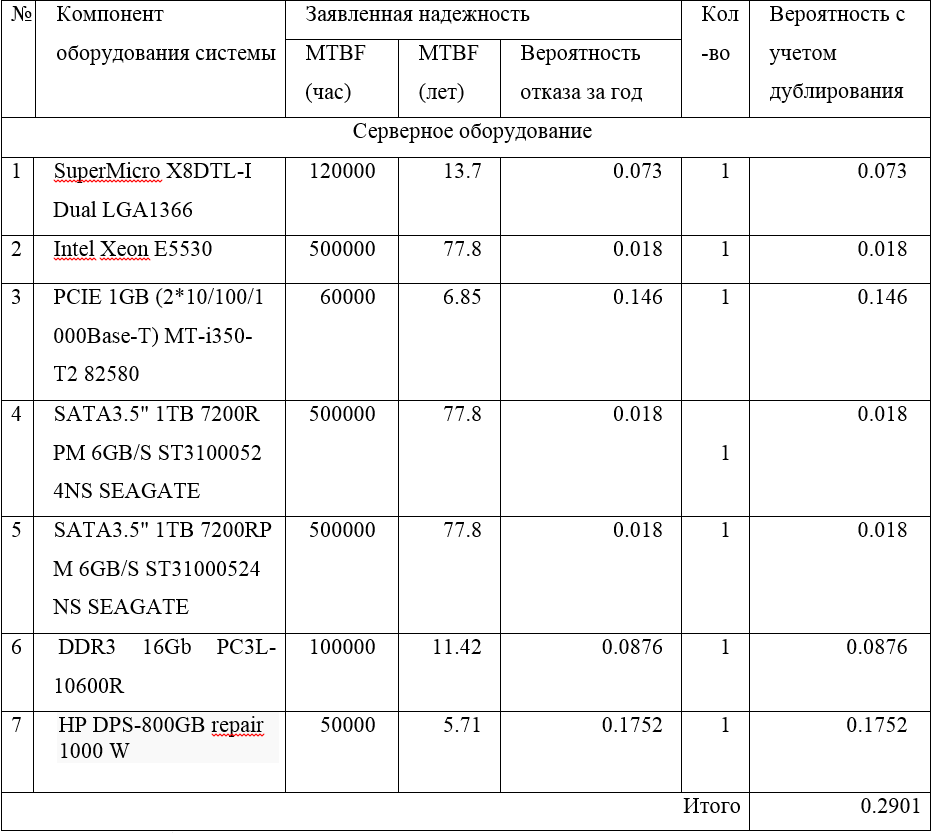 № Компонент оборудования системы Заявленная надежность Кол-во Вероятность с учетом дублирования
MTBF (час) MTBF (лет) Вероятность отказа за год
Серверное оборудование
1 SuperMicro X8DTL-I 120000 13.7 0.073 1 0.073
Dual LGA1366
2 Intel Xeon E5530 500000 77.8 0.018 1 0.018
3 PCIE 1GB (2*10/100/1 60000 6.85 0.146 1 0.146
000Base-T) MT-i350-
T2 82580
4 SATA3.5" 1TB 7200R 500000 77.8 0.018 0.018
PM 6GB/S ST3100052 1
4NS SEAGATE
5 SATA3.5" 1TB 7200RP 500000 77.8 0.018 1 0.018
M 6GB/S ST31000524
NS SEAGATE
6 DDR3 16Gb PC3L- 100000 11.42 0.0876 1 0.0876
10600R
7 HP DPS-800GB repair 50000 5.71 0.1752 1 0.1752
1000 W
Итого 0.2901